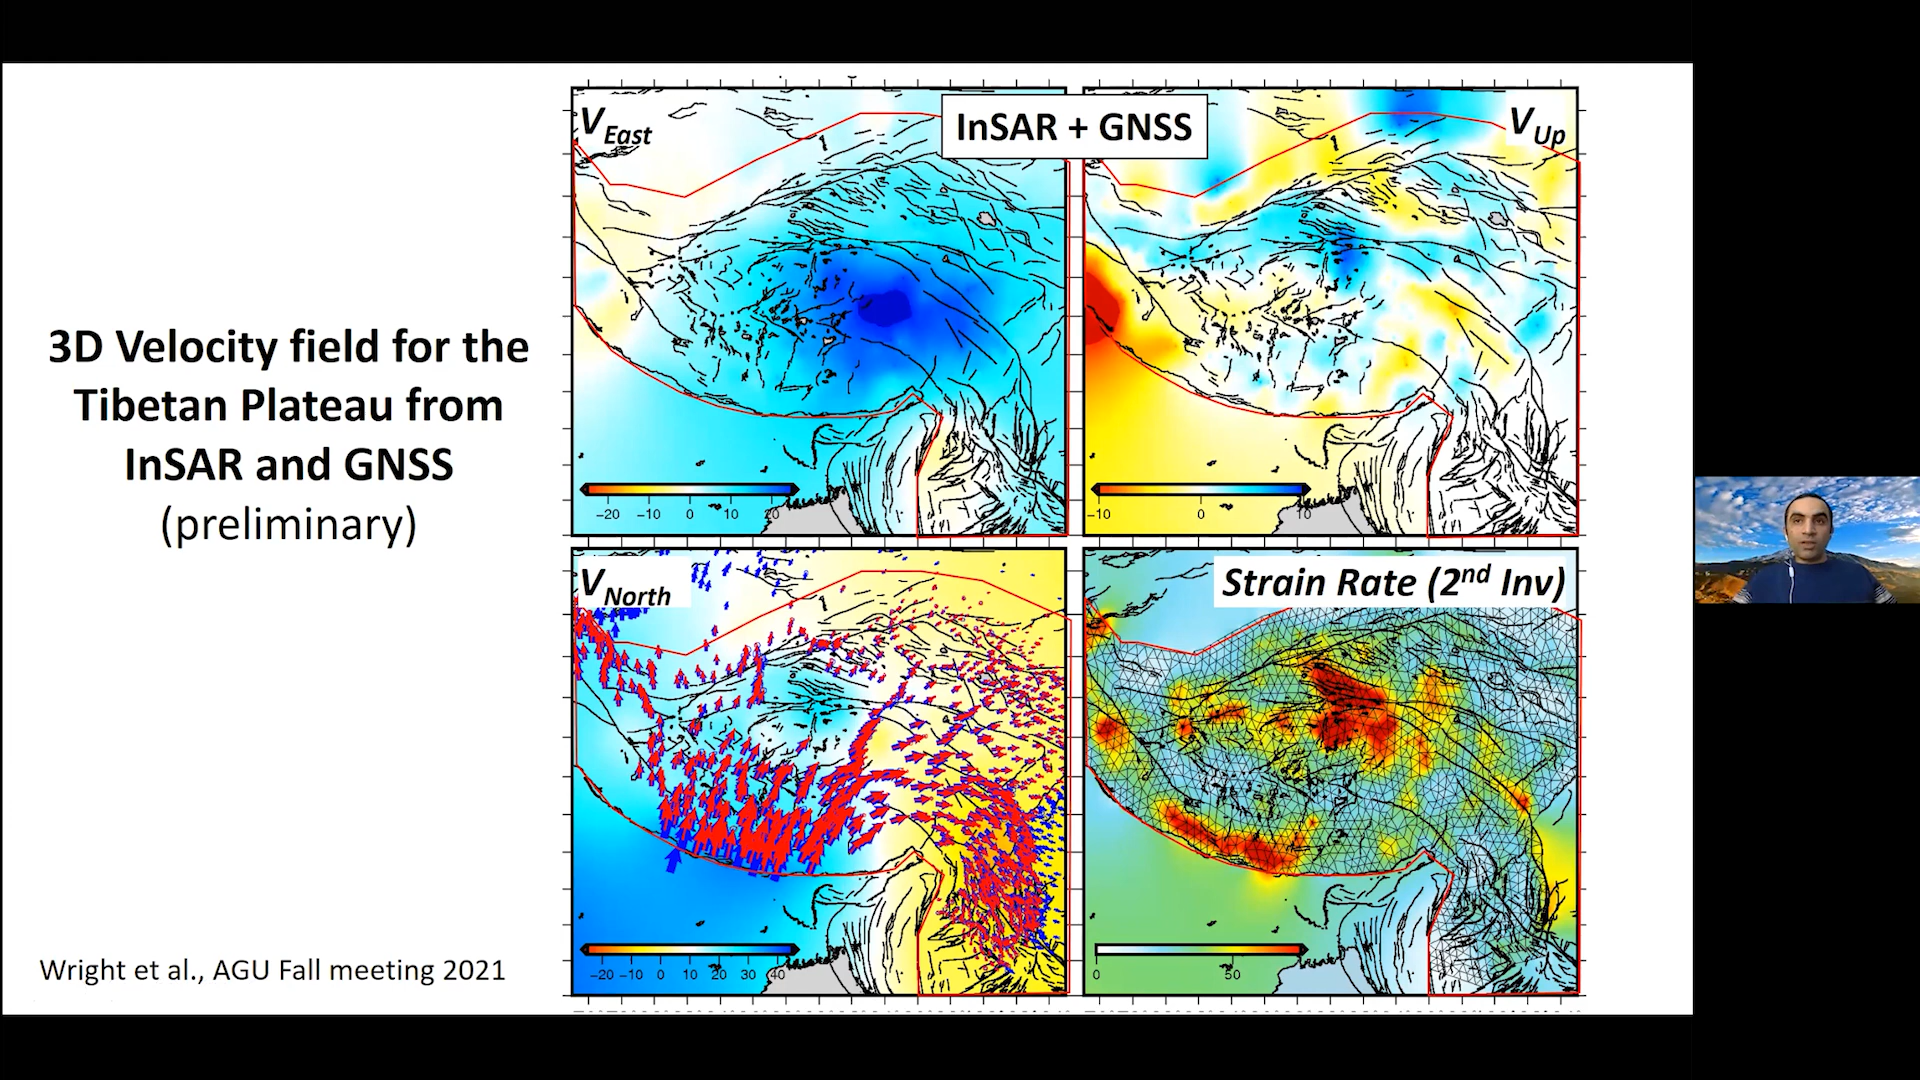 3D Velocity field for the
Tibetan Plateau from
InSAR and GNSS
(preliminary)
Wright et al., AGU Fall meeting 2021
InSAR + GNSS
V East
−20 −10 0 10 20
V Up
−10 0 10
V North
−20 −10 0 10 20 30 40
Strain Rate (2nd Inv)
0 50